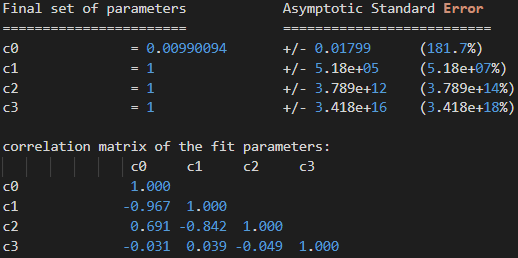 Final set of parameters            Asymptotic Standard Error
=======================            ==========================
c0              = 0.00990094       +/- 0.01799      (181.7%)
c1              = 1                +/- 5.18e+05     (5.18e+07%)
c2              = 1                +/- 3.789e+12    (3.789e+14%)
c3              = 1                +/- 3.418e+16    (3.418e+18%)
correlation matrix of the fit parameters:
                c0     c1     c2     c3
c0              1.000
c1             -0.967  1.000
c2              0.691 -0.842  1.000
c3             -0.031  0.039 -0.049  1.000